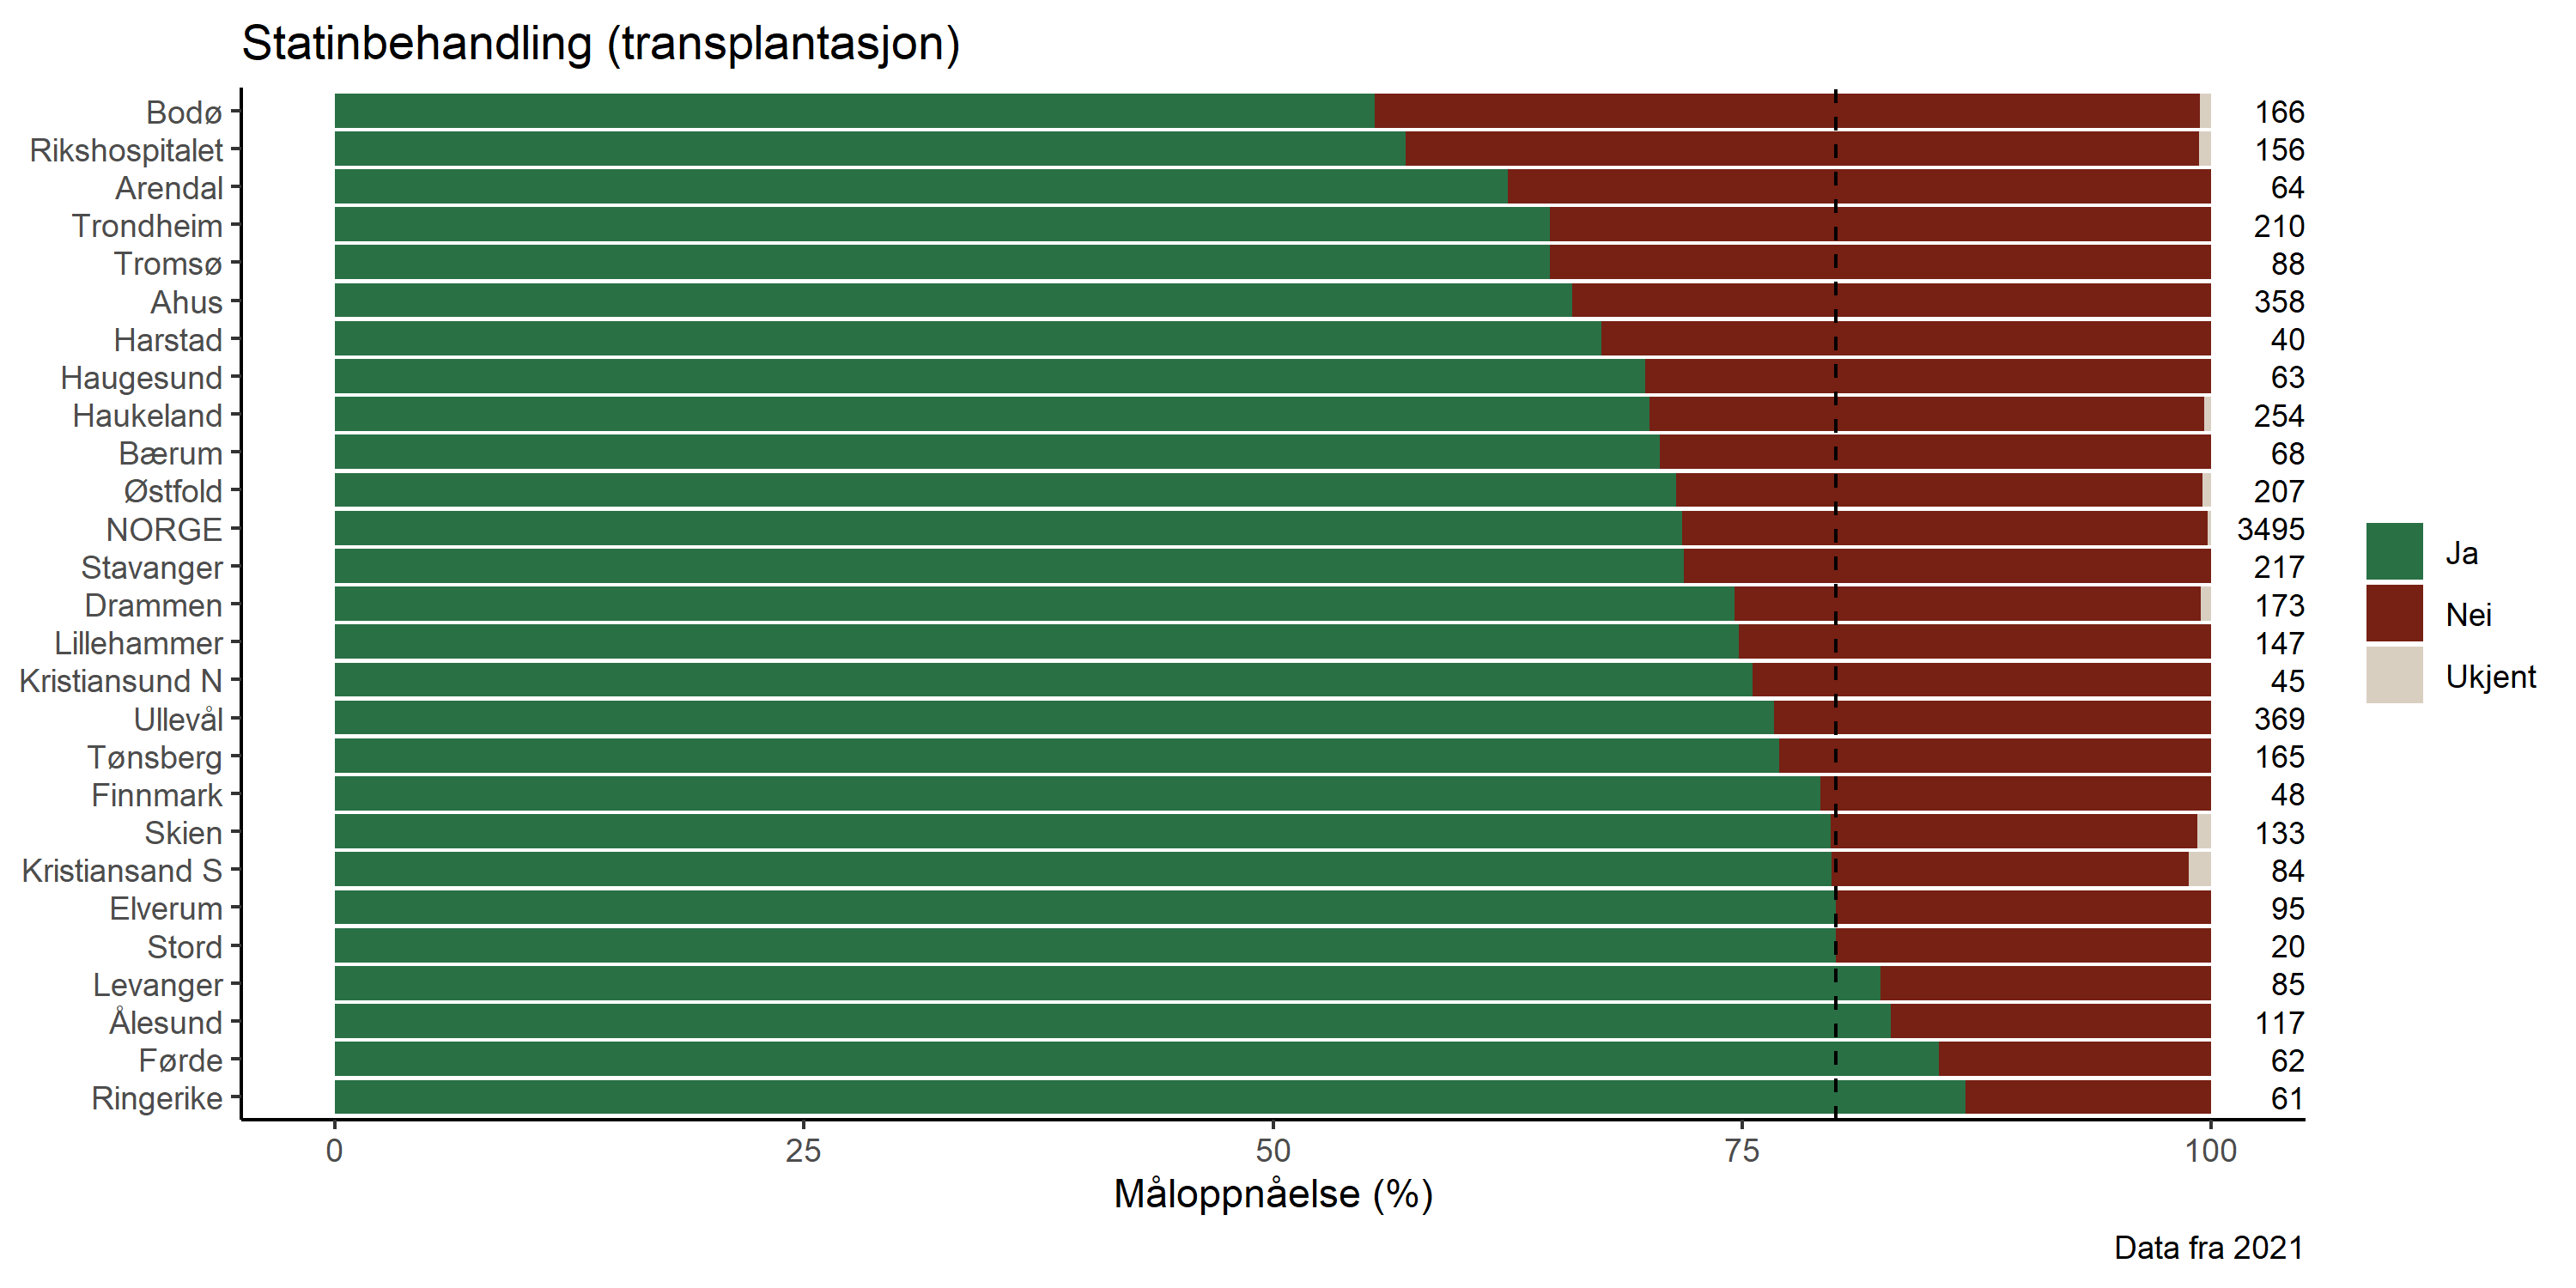 Statinbehandling (transplantasjon)
Bodø 166
Rikshospitalet 156
Arendal 64
Trondheim 210
Tromsø 88
Ahus 358
Harstad 40
Haugesund 63
Haukeland 254
Bærum 68
Østfold 207
NORGE 3495
Stavanger 217
Drammen 173
Lillehammer 147
Kristiansund N 45
Ullevål 369
Tønsberg 165
Finnmark 48
Skien 133
Kristiansand S 84
Elverum 95
Stord 20
Levanger 85
Ålesund 117
Førde 62
Ringerike 61
0 25 50 75 100
Måloppnåelse (%)
Ja
Nei
Ukjent
Data fra 2021